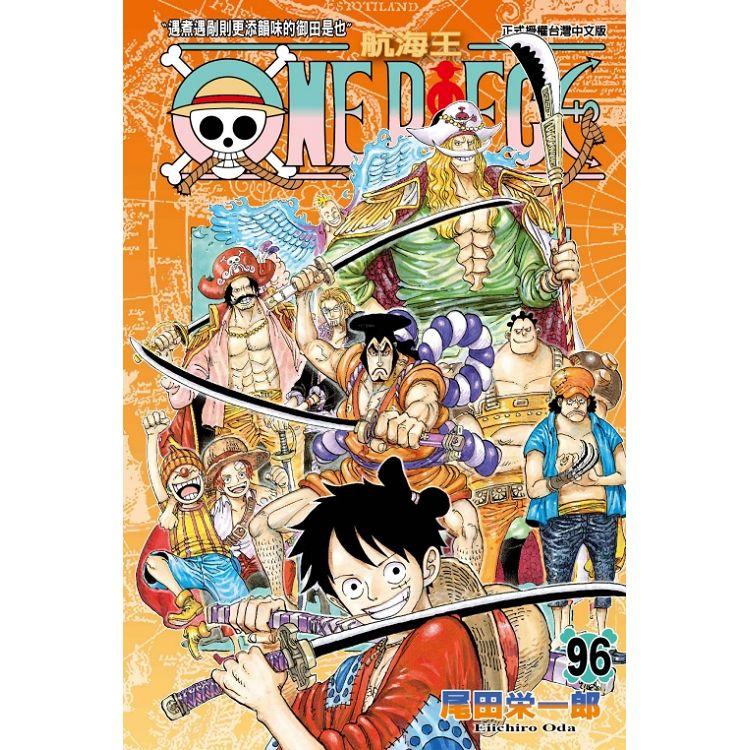 "遇煮遇剛則更添韻味的御田是也"
正式授權台灣中文版
航海王
ONE PIECE
SCOTLAND
96
尾田栄一郎
Eiichiro Oda